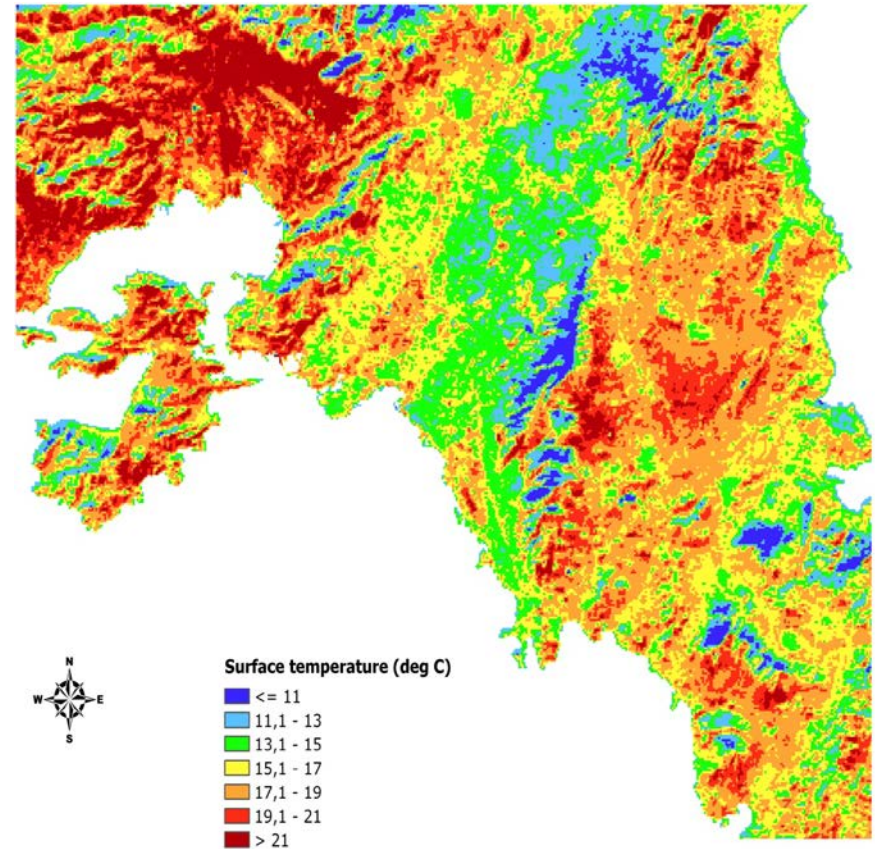 N
W E
S
Surface temperature (deg C)
<= 11
11,1 - 13
13,1 - 15
15,1 - 17
17,1 - 19
19,1 - 21
> 21